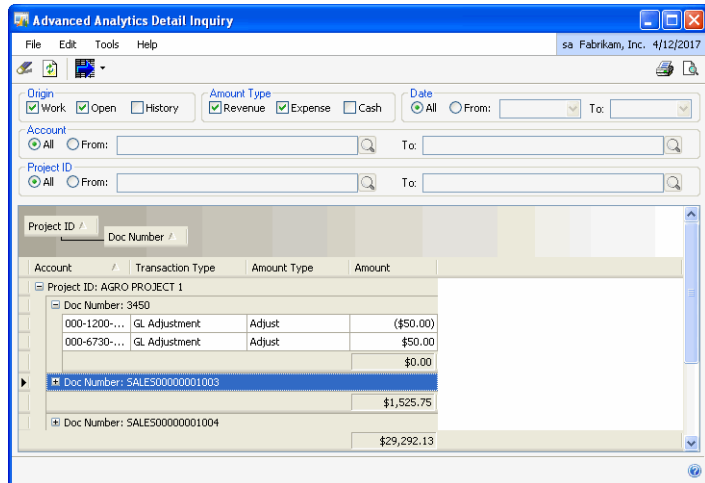 Advanced Analytics Detail Inquiry
File Edit Tools Help sa Fabrikam, Inc. 4/12/2017
Origin Amount Type Date
Work Open History Revenue Expense Cash All From: To:
Account
All From: To:
Project ID
All From: To:
Project ID
Doc Number
Account Transaction Type Amount Type Amount
Project ID: AGRO PROJECT 1
Doc Number: 3450
000-1200-... GL Adjustment Adjust ($50.00)
000-6730-... GL Adjustment Adjust $50.00
$0.00
Doc Number: SALES00000001003
$1,525.75
Doc Number: SALES00000001004
$29,292.13